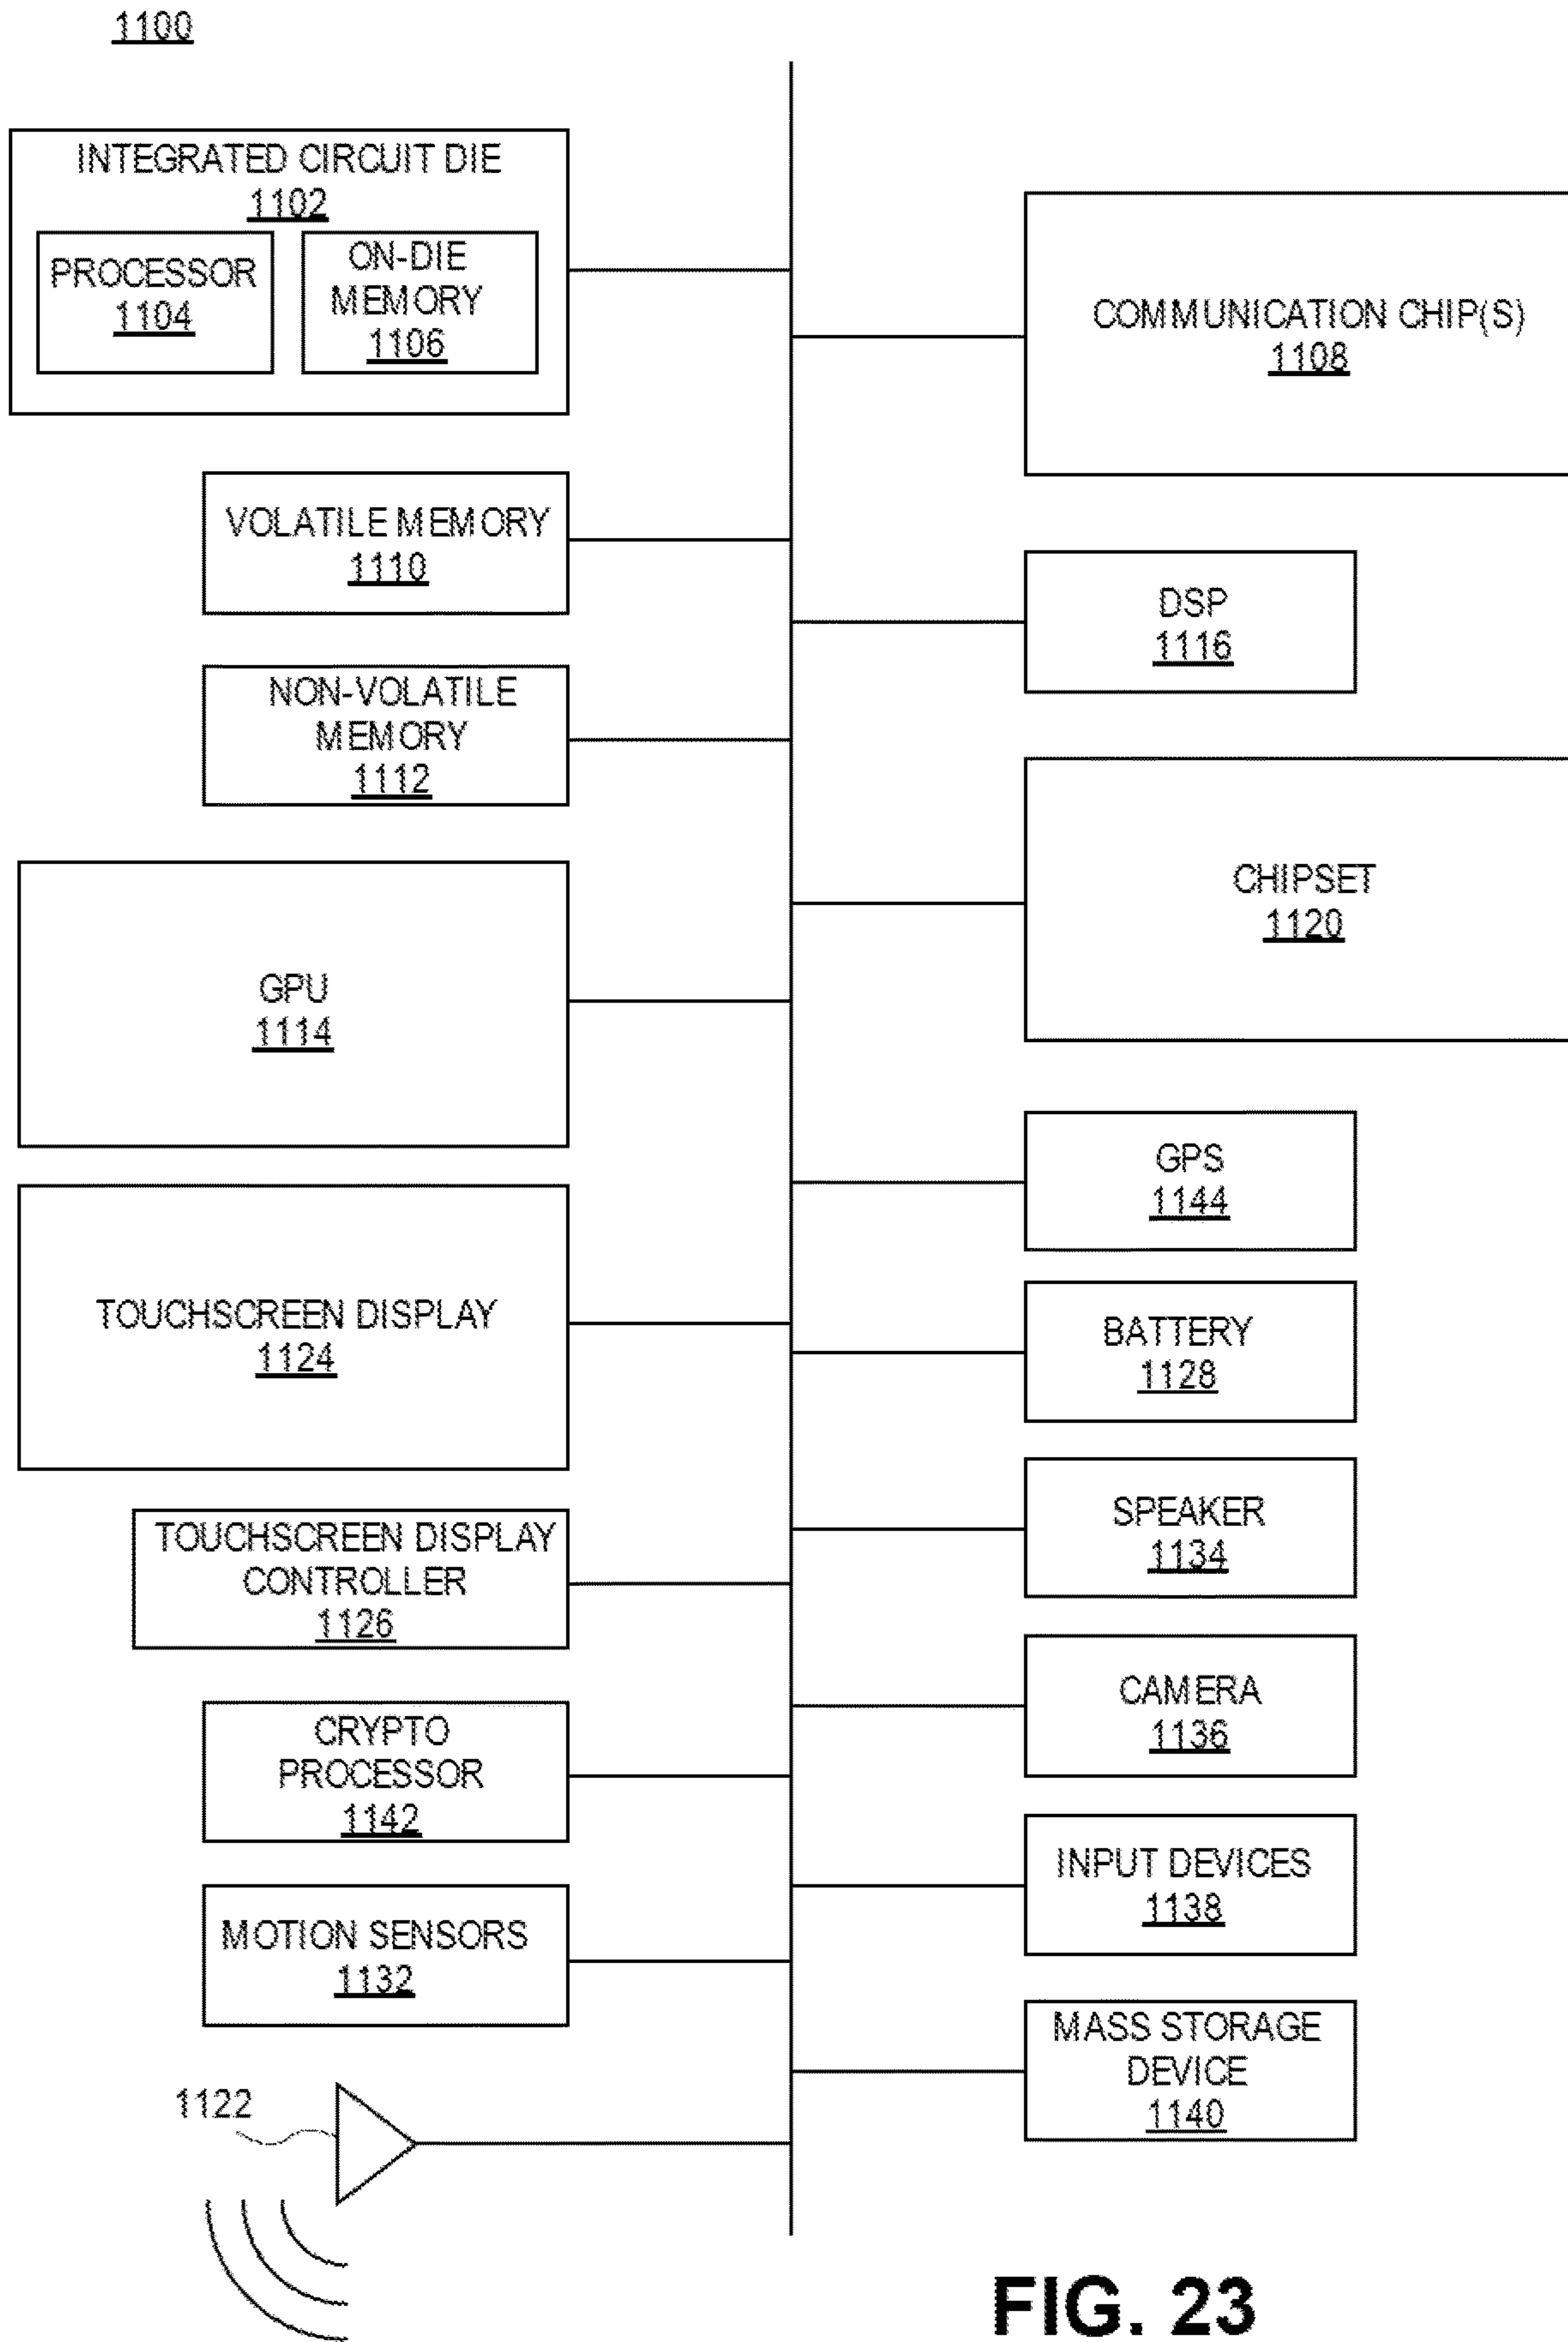 1100
INTEGRATED CIRCUIT DIE
1102
PROCESSOR
1104
ON-DIE
MEMORY
1106
VOLATILE MEMORY
1110
NON-VOLATILE
MEMORY
1112
GPU
1114
TOUCHSCREEN DISPLAY
1124
TOUCHSCREEN DISPLAY
CONTROLLER
1126
CRYPTO
PROCESSOR
1142
MOTION SENSORS
1132
1122
COMMUNICATION CHIP(S)
1108
DSP
1116
CHIPSET
1120
GPS
1144
BATTERY
1128
SPEAKER
1134
CAMERA
1136
INPUT DEVICES
1138
MASS STORAGE
DEVICE
1140
FIG. 23